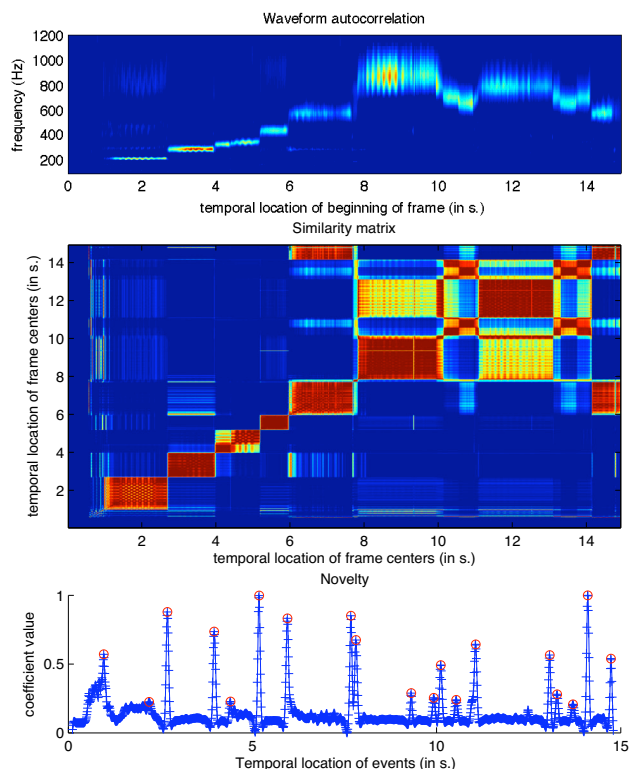 Waveform autocorrelation
1200
1000
800
600
400
200
frequency (Hz)
0 2 4 6 8 10 12 14
temporal location of beginning of frame (in s.)
Similarity matrix
14
12
10
8
6
4
2
temporal location of frame centers (in s.)
2 4 6 8 10 12 14
temporal location of frame centers (in s.)
Novelty
1
0.5
0
coefficient value
0 5 10 15
Temporal location of events (in s.)